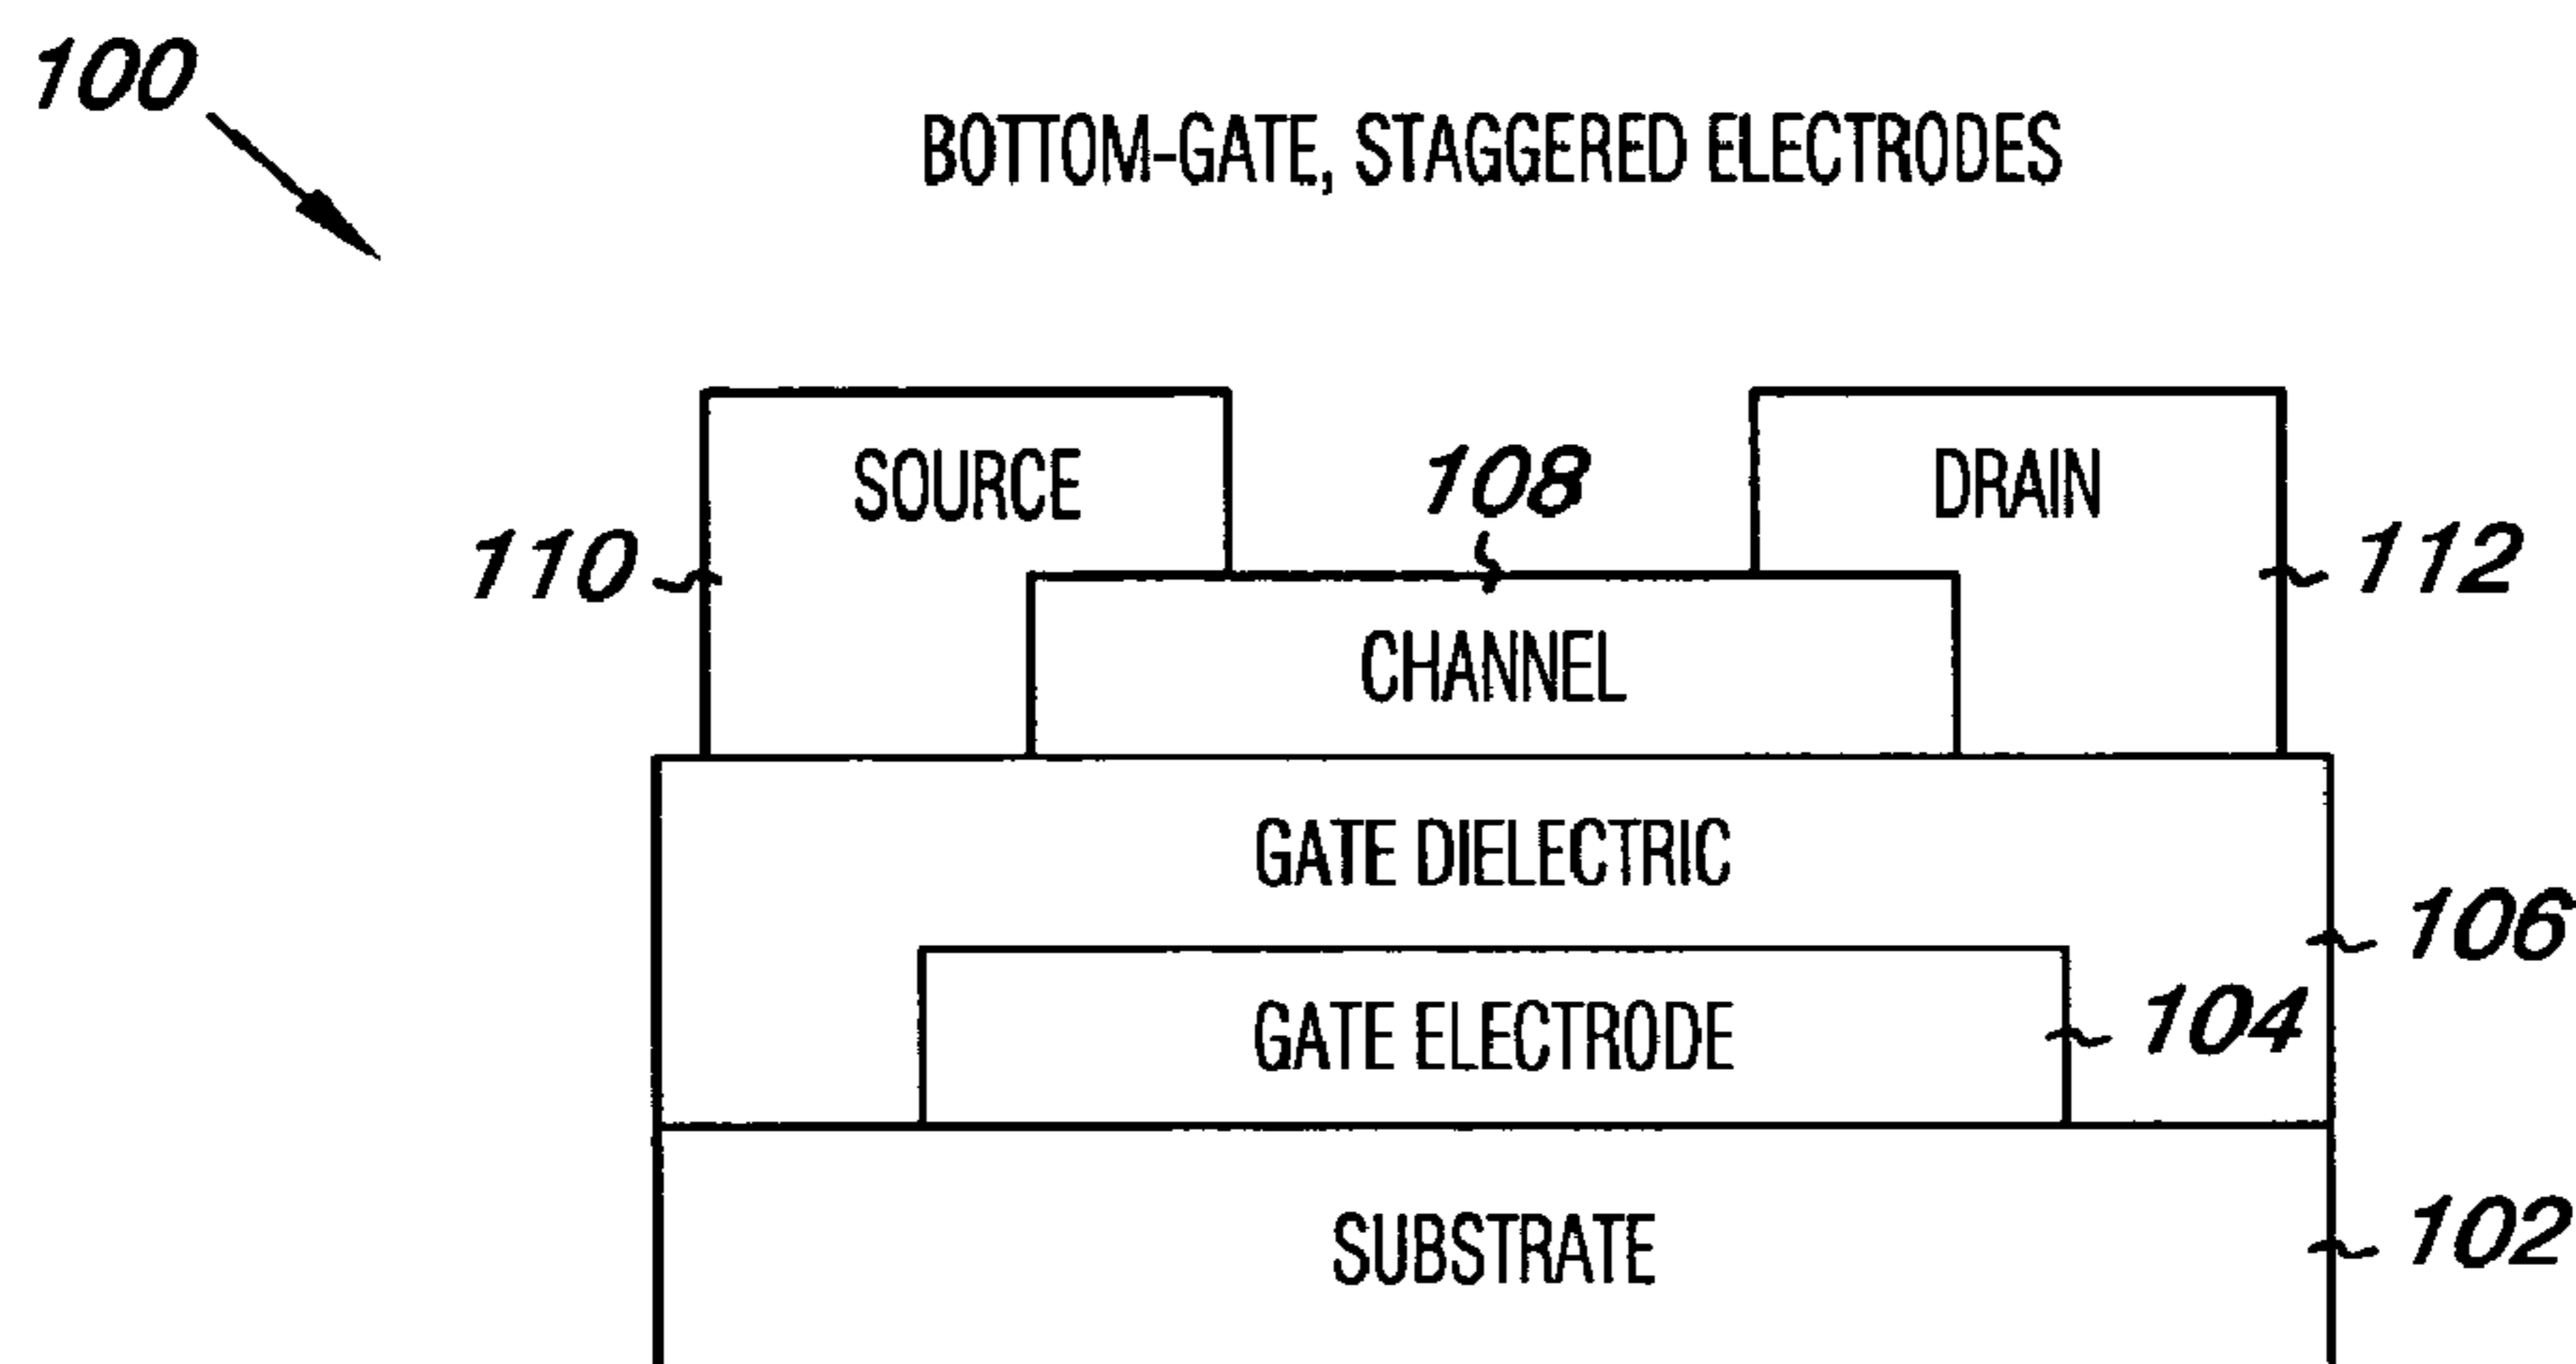 100
BOTTOM-GATE, STAGGERED ELECTRODES
SOURCE
108
DRAIN
110
112
CHANNEL
GATE DIELECTRIC
106
GATE ELECTRODE
104
SUBSTRATE
102